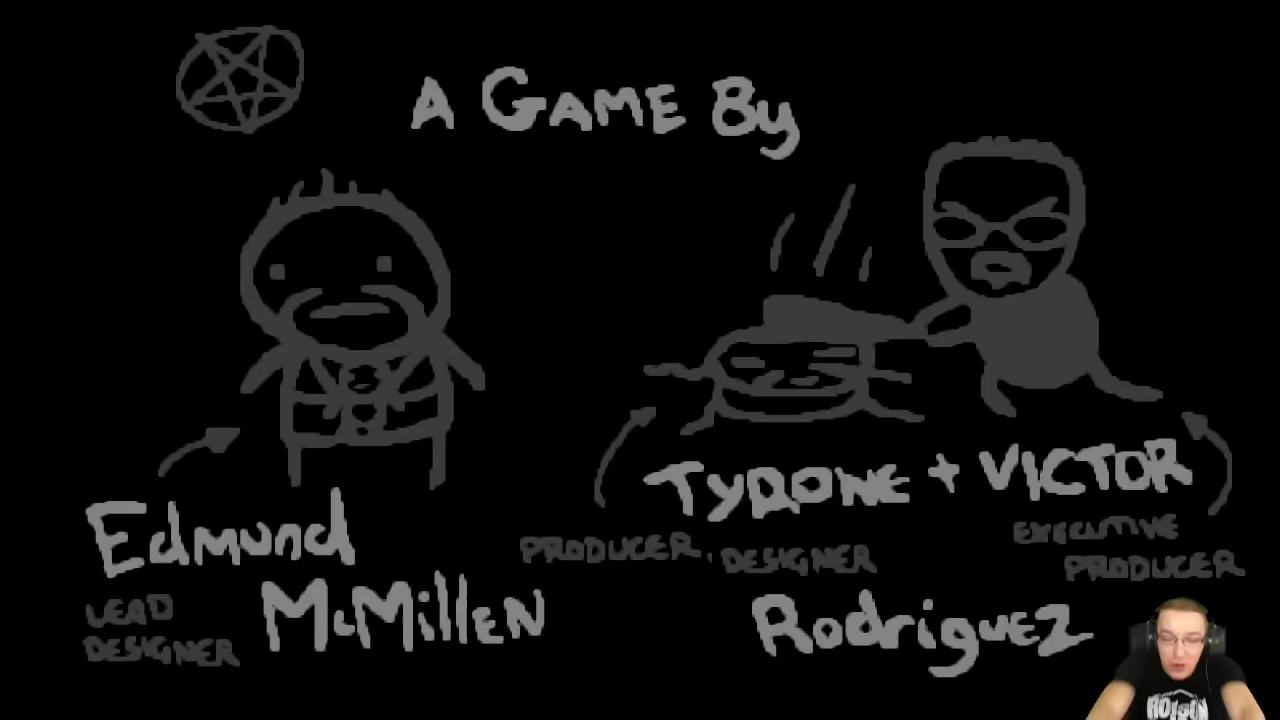 A GAME By
Edmund
McMillEN
LEAD
DESIGNER
TYRONE + VICTOR
PRODUCER. DESIGNER
EXECUTIVE
PRODUCER
RodriguEZ